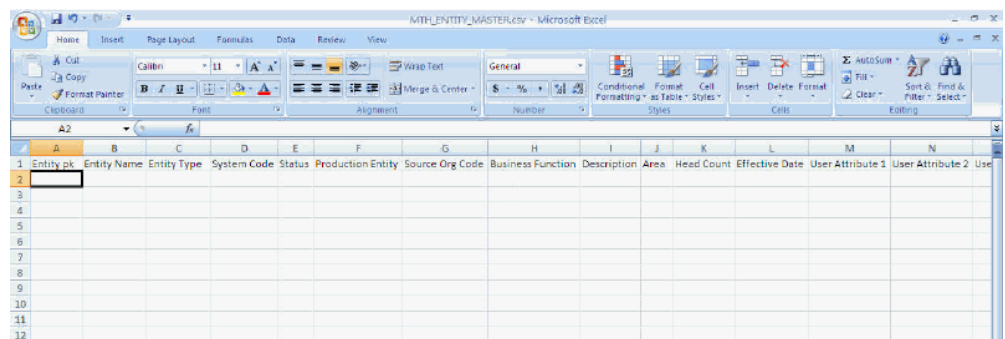 MTH_ENTITY_MASTER.csv - Microsoft Excel
Home Insert Page Layout Formulas Data Review View
Cut
Copy
Format Painter
Paste
Clipboard
Calibri 11 A A
B I U A
Font
Wrap Text
Merge & Center
Alignment
General
$ % ,
Number
Conditional Formatting
Format as Table
Cell Styles
Styles
Insert Delete Format
Cells
Σ AutoSum
Fill
Clear
Sort & Filter
Find & Select
Editing
A2 fx
A B C D E F G H I J K L M N
1 Entity pk Entity Name Entity Type System Code Status Production Entity Source Org Code Business Function Description Area Head Count Effective Date User Attribute 1 User Attribute 2 Use
2
3
4
5
6
7
8
9
10
11
12